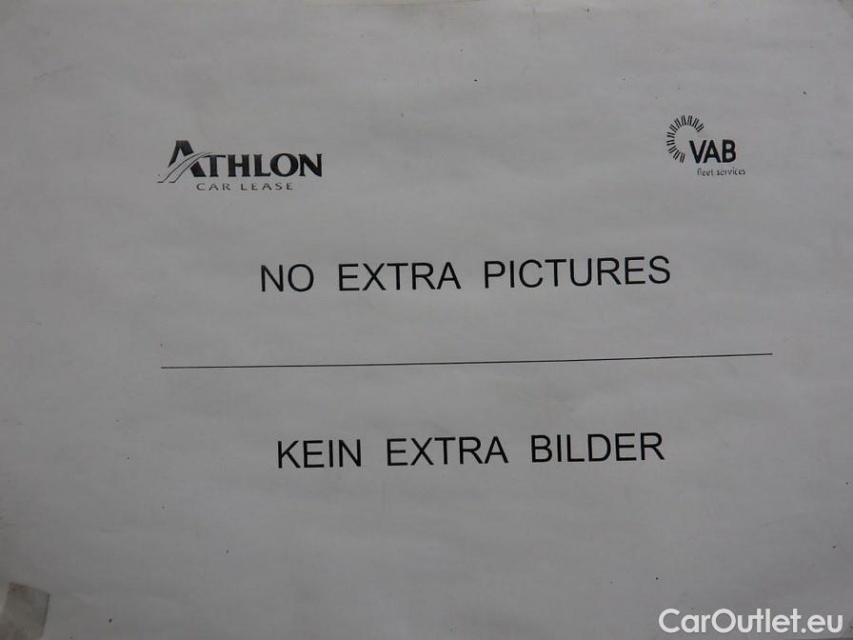 ATHLON
CAR LEASE
VAB
fleet services
NO EXTRA PICTURES
KEIN EXTRA BILDER
CarOutlet.eu